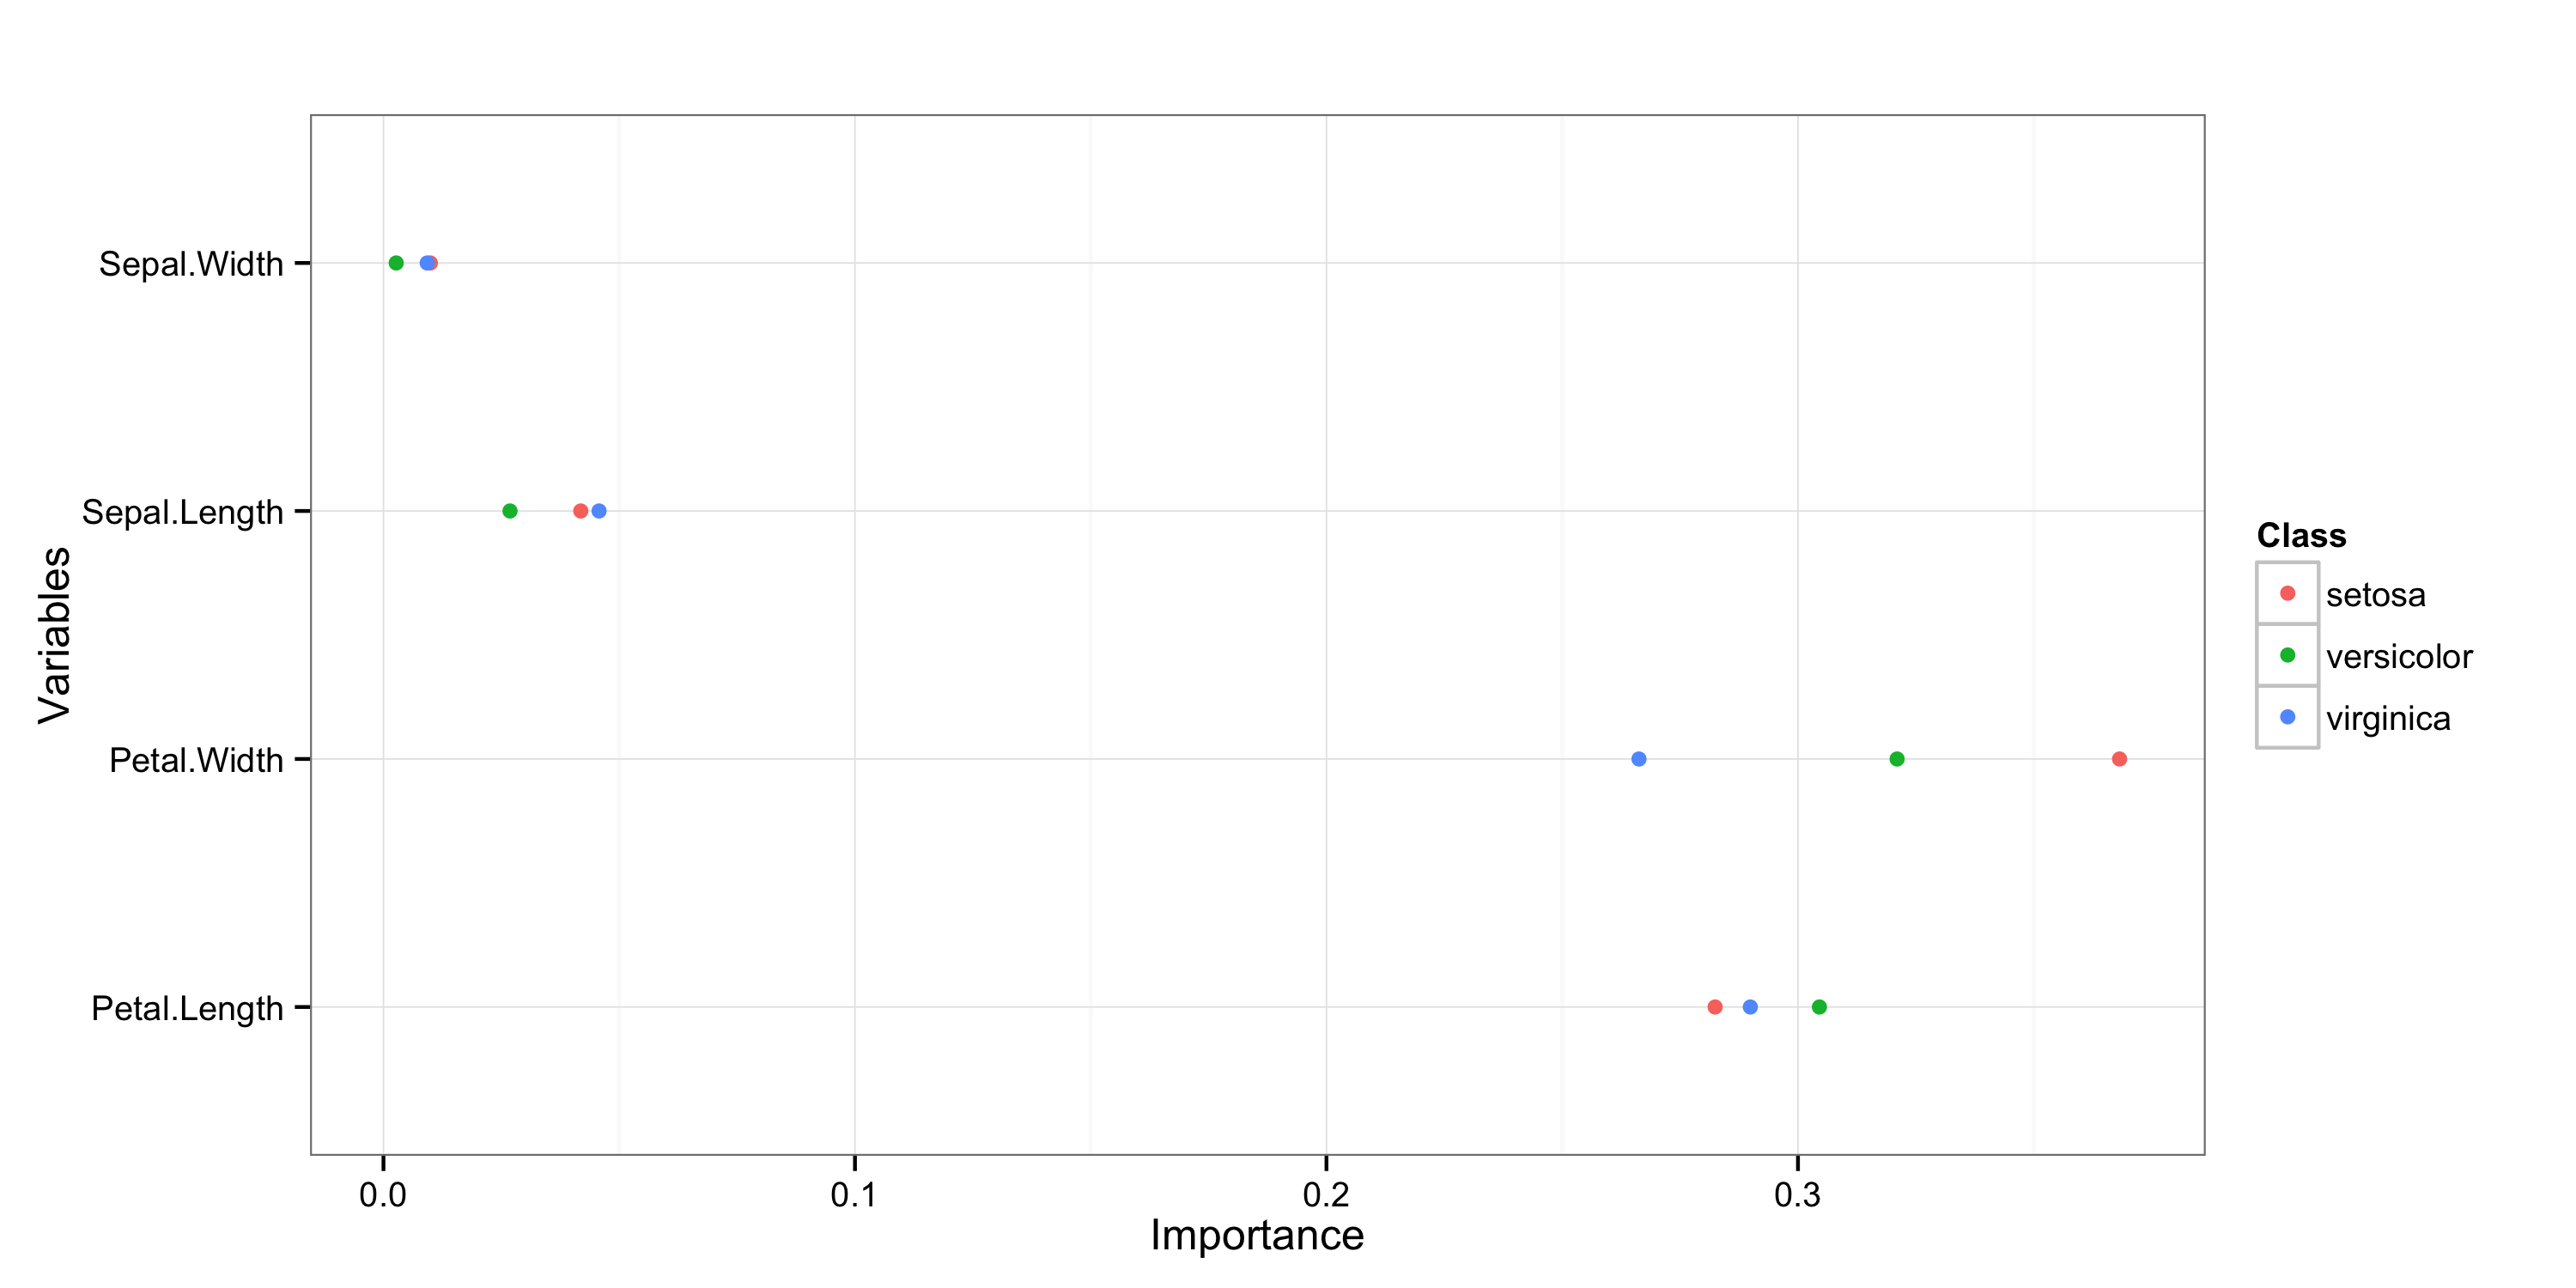 Sepal.Width
Sepal.Length
Petal.Width
Petal.Length
Variables
0.0 0.1 0.2 0.3
Importance
Class
setosa
versicolor
virginica